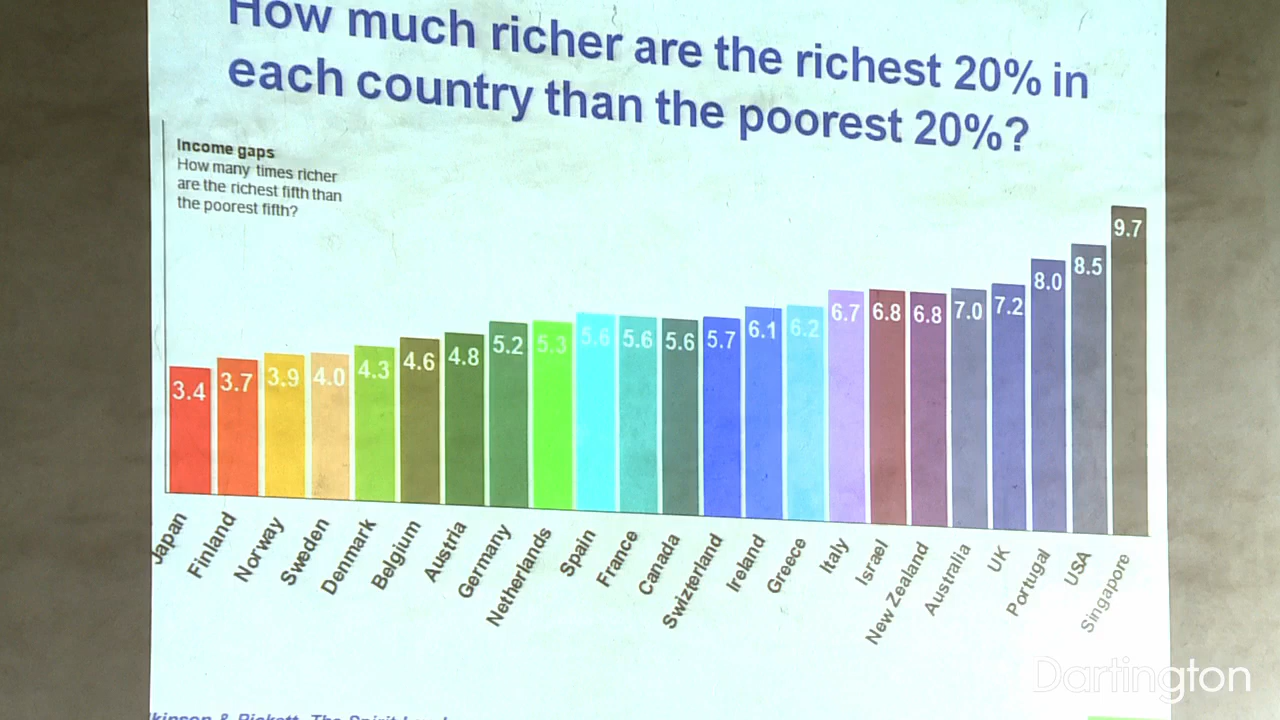 How much richer are the richest 20% in
each country than the poorest 20%?
Income gaps
How many times richer
are the richest fifth than
the poorest fifth?
3.4
3.7
3.9
4.0
4.3
4.6
4.8
5.2
5.3
5.6
5.6
5.6
5.7
6.1
6.2
6.7
6.8
6.8
7.0
7.2
8.0
8.5
9.7
Japan
Finland
Norway
Sweden
Denmark
Belgium
Austria
Germany
Netherlands
Spain
France
Canada
Swizterland
Ireland
Greece
Italy
Israel
New Zealand
Australia
UK
Portugal
USA
Singapore
Dartington
& Pickett, The Spirit